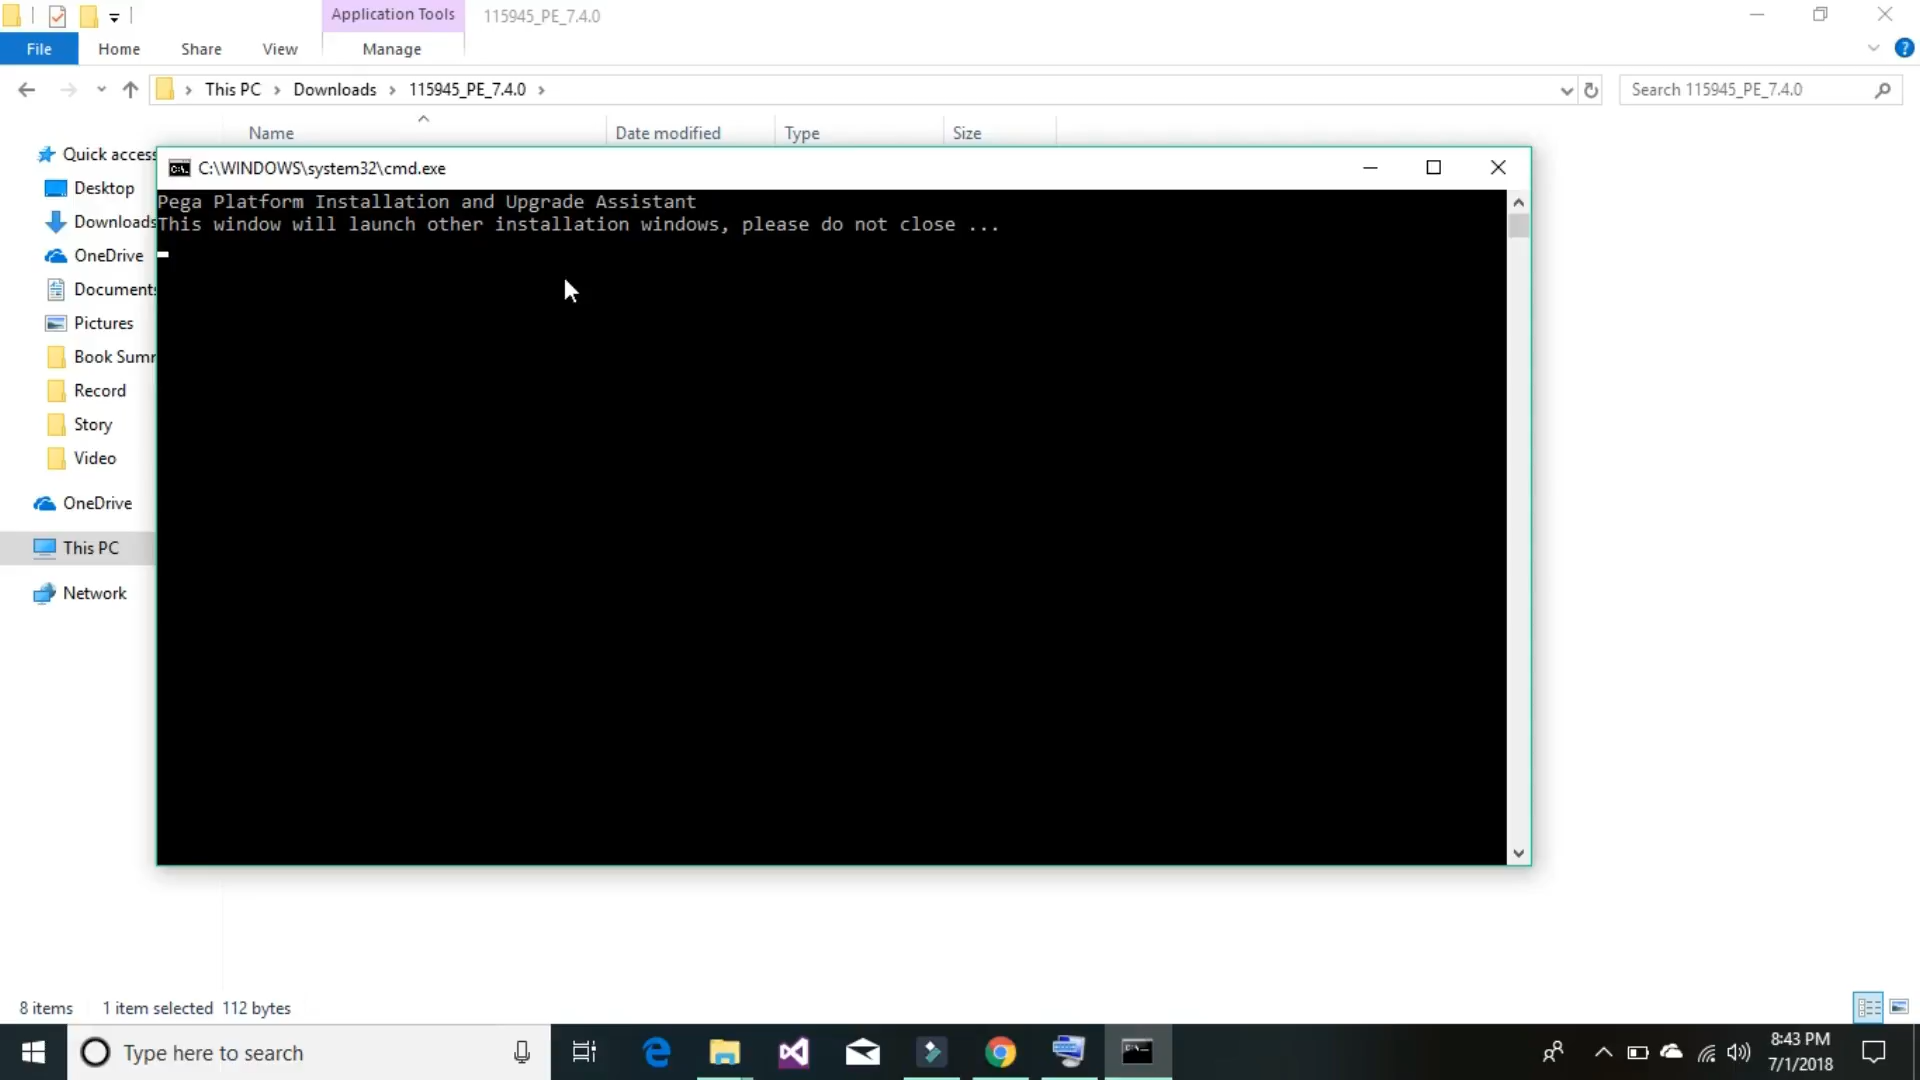 Application Tools
115945_PE_7.4.0
File
Home
Share
View
Manage
This PC
Downloads
115945_PE_7.4.0
Search 115945_PE_7.4.0
Name
Date modified
Type
Size
Quick access
Desktop
Downloads
OneDrive
Documents
Pictures
Book Summ
Record
Story
Video
OneDrive
This PC
Network
C:\WINDOWS\system32\cmd.exe
Pega Platform Installation and Upgrade Assistant
This window will launch other installation windows, please do not close ...
8 items
1 item selected 112 bytes
Type here to search
8:43 PM
7/1/2018